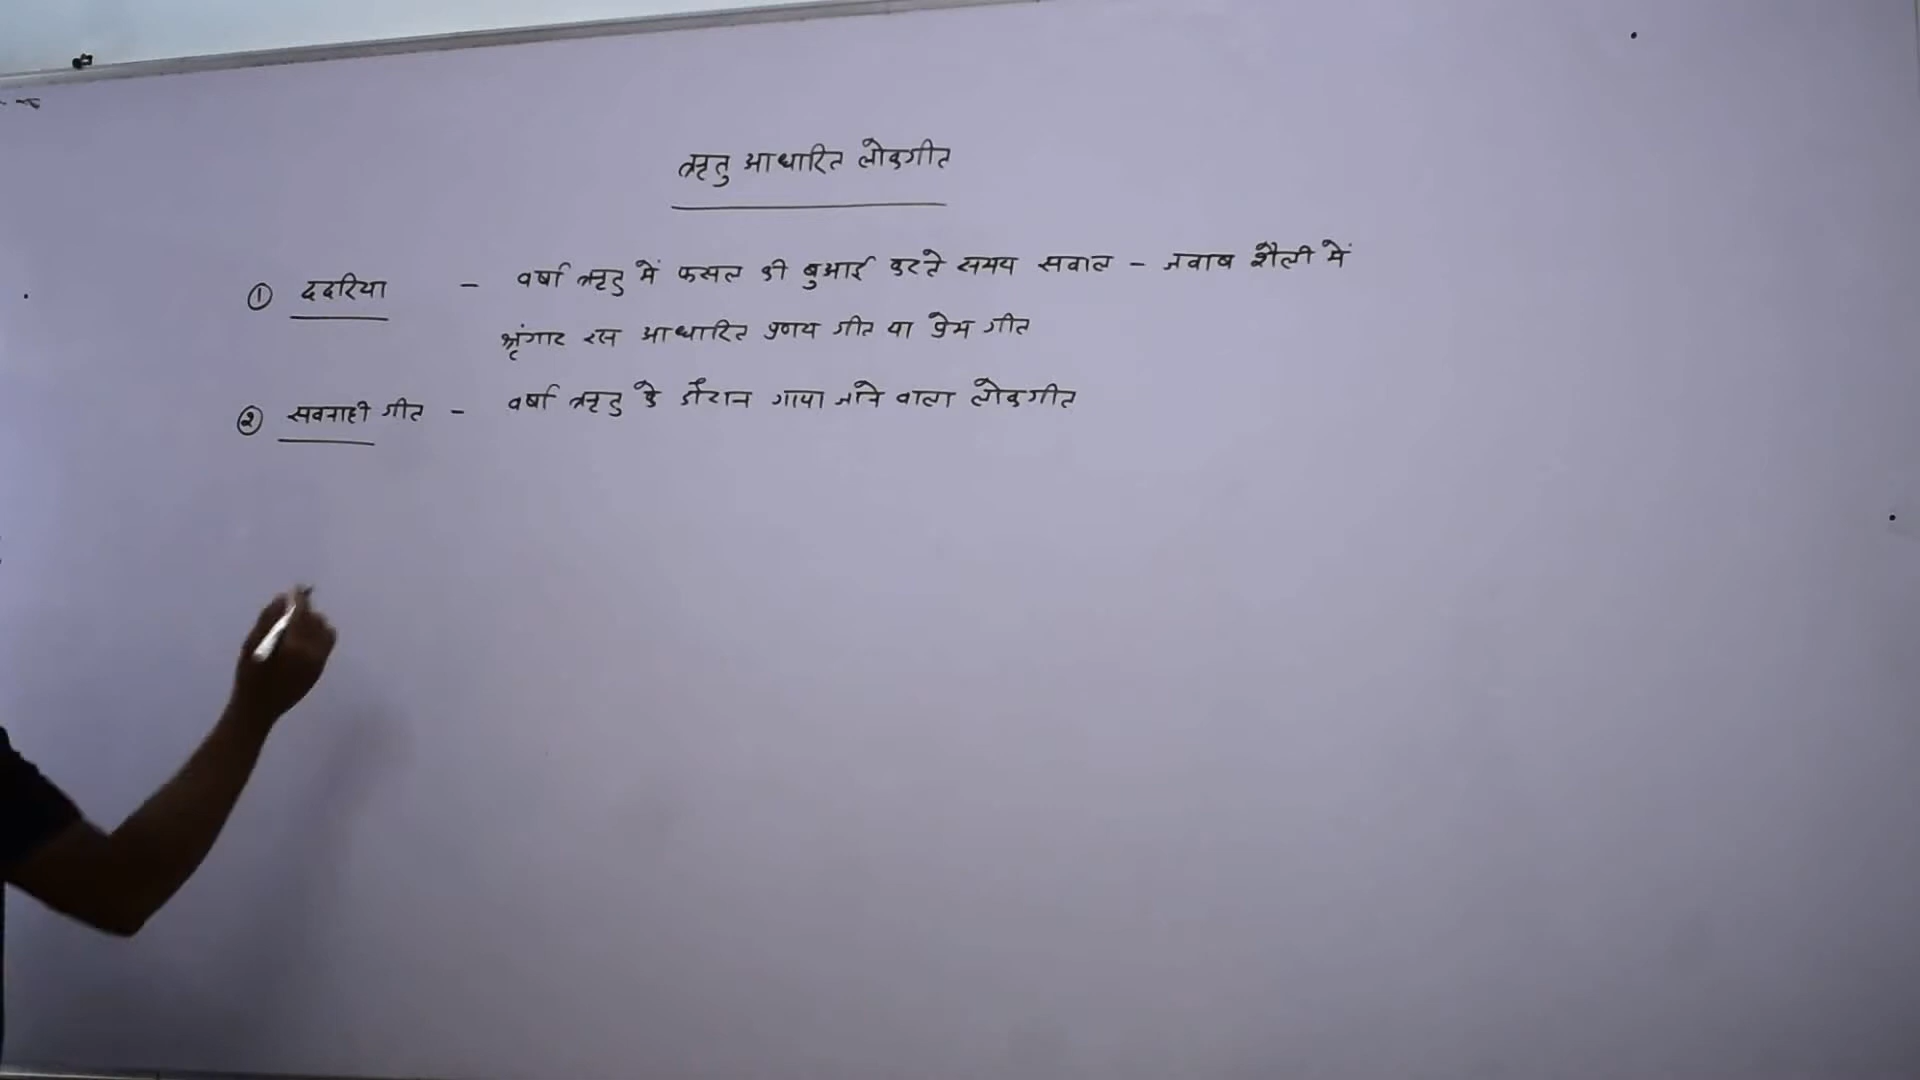 ऋतु आधारित लोकगीत
① ददरिया - वर्षा ऋतु में फसल की बुआई करते समय सवाल - जवाब शैली में
श्रृंगार रस आधारित प्रणय गीत या प्रेम गीत
② सवनाही गीत - वर्षा ऋतु के दौरान गाया जाने वाला लोकगीत